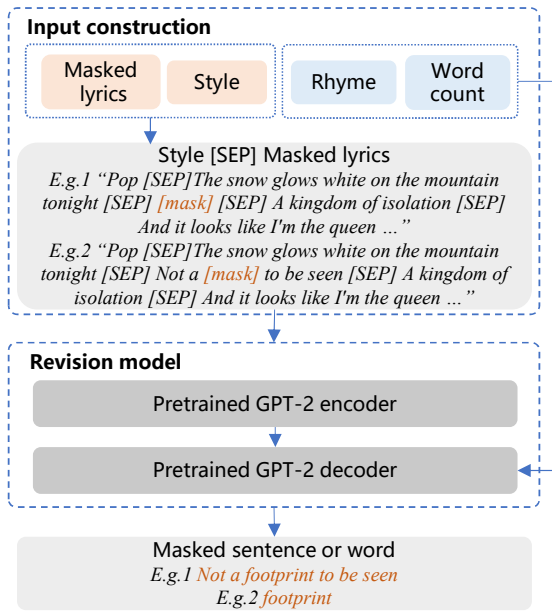 Input construction
Masked lyrics
Style
Rhyme
Word count
Style [SEP] Masked lyrics
E.g.1 “Pop [SEP]The snow glows white on the mountain
tonight [SEP] [mask] [SEP] A kingdom of isolation [SEP]
And it looks like I'm the queen …”
E.g.2 “Pop [SEP]The snow glows white on the mountain
tonight [SEP] Not a [mask] to be seen [SEP] A kingdom of
isolation [SEP] And it looks like I'm the queen …”
Revision model
Pretrained GPT-2 encoder
Pretrained GPT-2 decoder
Masked sentence or word
E.g.1 Not a footprint to be seen
E.g.2 footprint